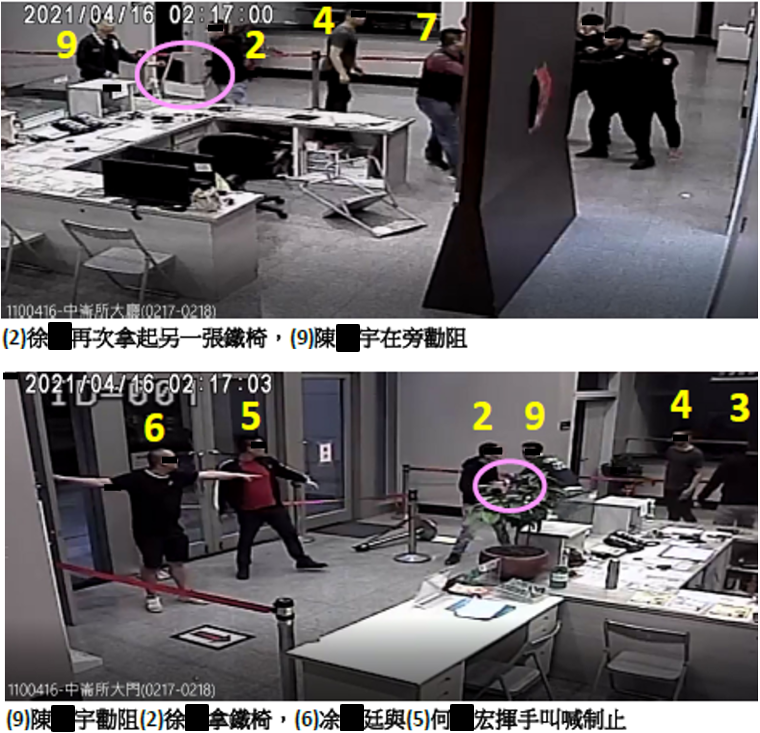 2021/04/16 02:17:00
9 2 4 7
1100416-中崙所大廳(0217-0218)
(2)徐 再次拿起另一張鐵椅，(9)陳 宇在旁勸阻
2021/04/16 02:17:03
6 5 2 9 4 3
1100416-中崙所大門(0217-0218)
(9)陳 宇勸阻(2)徐 拿鐵椅，(6)凃 廷與(5)何 宏揮手叫喊制止